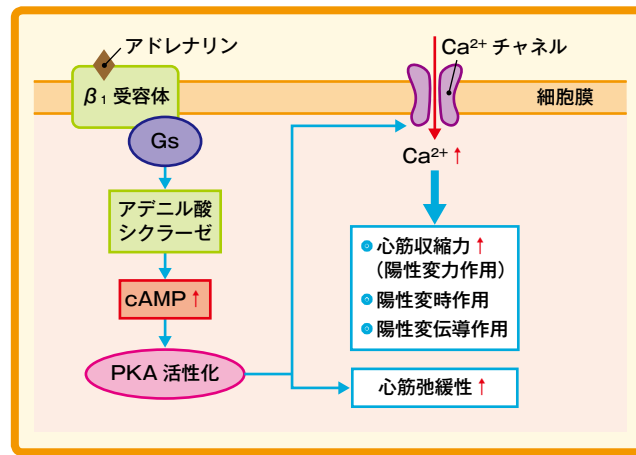 アドレナリン
Ca²⁺ チャネル
β₁ 受容体
細胞膜
Gs
Ca²⁺ ↑
アデニル酸
シクラーゼ
心筋収縮力 ↑
（陽性変力作用）
陽性変時作用
陽性変伝導作用
cAMP ↑
PKA 活性化
心筋弛緩性 ↑